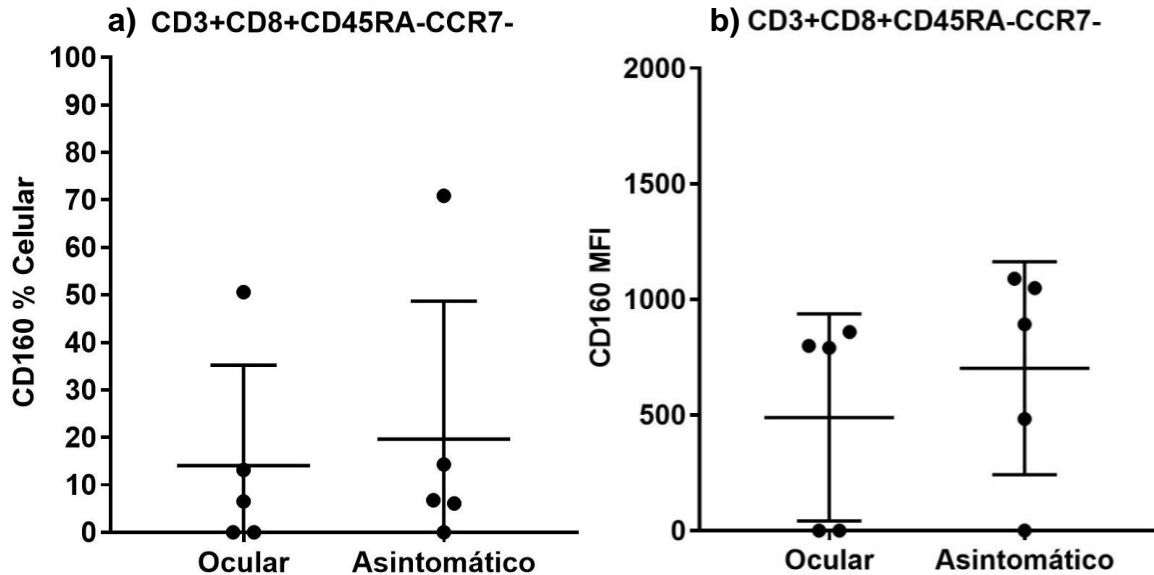 a) CD3+CD8+CD45RA-CCR7-
CD160 % Celular
100
90
80
70
60
50
40
30
20
10
0
Ocular
Asintomático
b) CD3+CD8+CD45RA-CCR7-
CD160 MFI
2000
1500
1000
500
0
Ocular
Asintomático